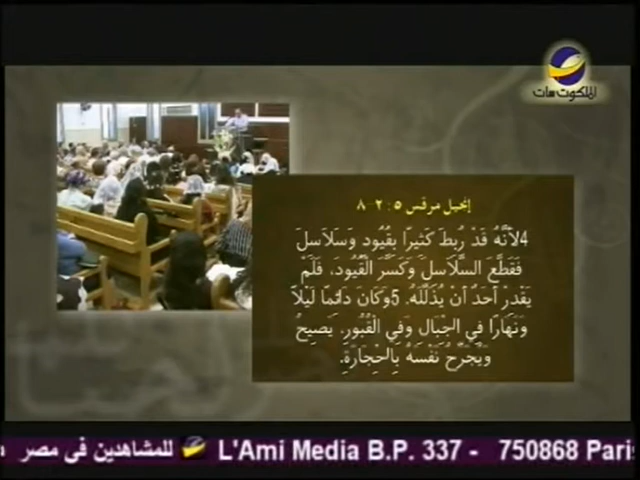 الملكوت سات
إنجيل مرقس ٥ : ٢-٨
4لأَنَّهُ قَدْ رُبِطَ كَثِيرًا بِقُيُودٍ وَسَلاَسِلَ
فَقَطَّعَ السَّلاَسِلَ وَكَسَّرَ الْقُيُودَ، فَلَمْ
يَقْدِرْ أَحَدٌ أَنْ يُذَلِّلَهُ. 5وَكَانَ دَائِمًا لَيْلاً
وَنَهَارًا فِي الْجِبَالِ وَفِي الْقُبُورِ، يَصِيحُ
وَيُجَرِّحُ نَفْسَهُ بِالْحِجَارَةِ.
للمشاهدين فى مصر L'Ami Media B.P. 337 - 750868 Paris